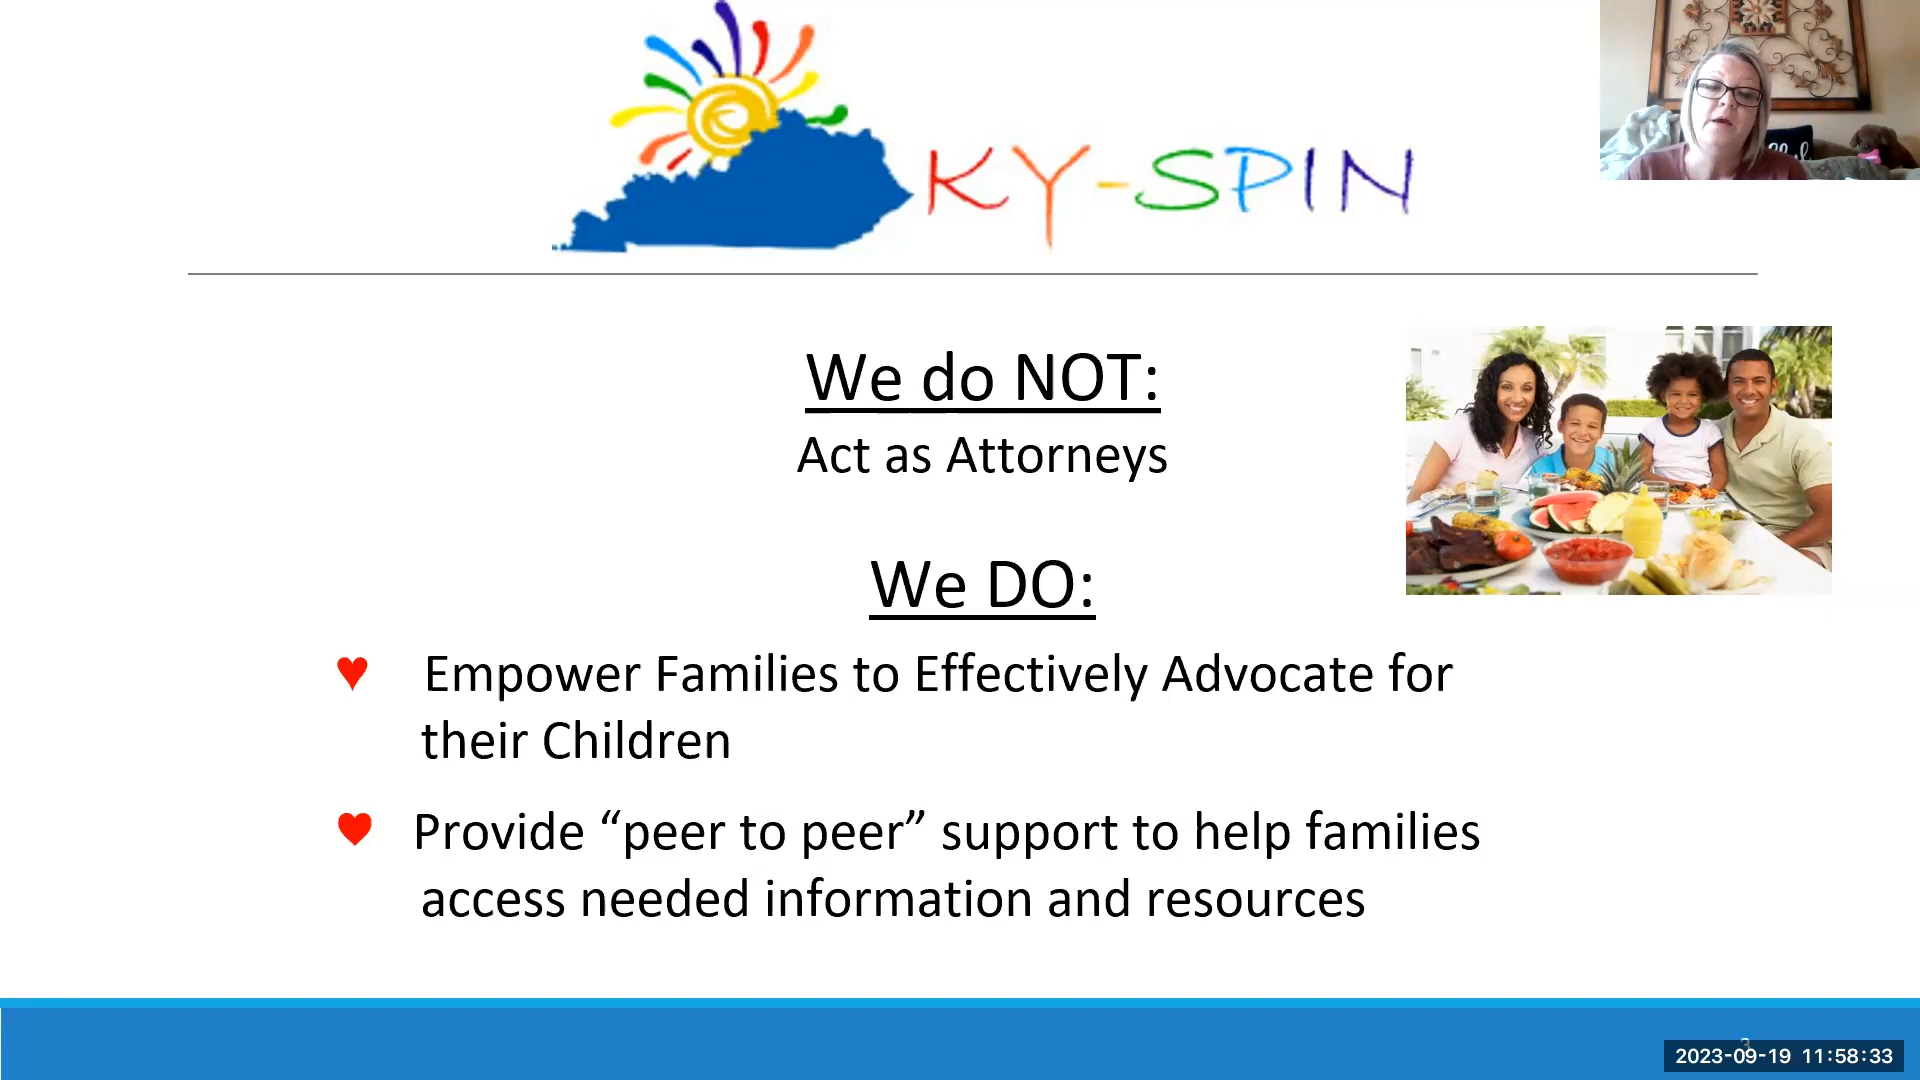 KY-SPIN
We do NOT:
Act as Attorneys
We DO:
♥ Empower Families to Effectively Advocate for
their Children
♥ Provide “peer to peer” support to help families
access needed information and resources
3
2023-09-19 11:58:33